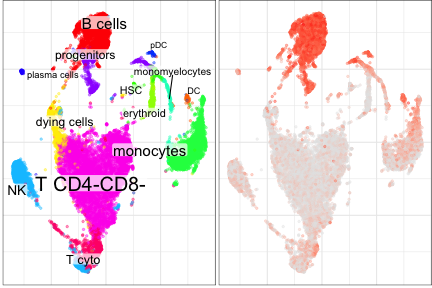 B cells
pDC
progenitors
plasma cells
monomyelocytes
HSC
DC
erythroid
dying cells
monocytes
T CD4-CD8-
NK
T cyto